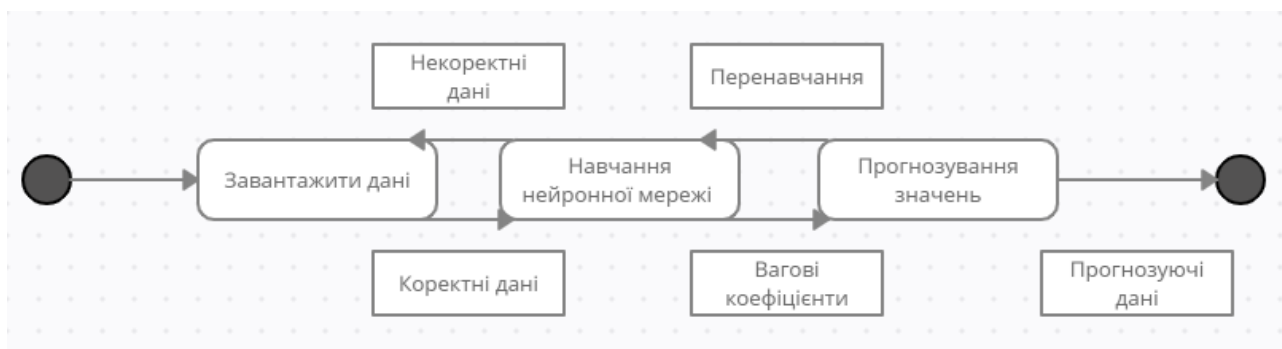 Некоректні
дані
Перенавчання
Завантажити дані
Навчання
нейронної мережі
Прогнозування
значень
Коректні дані
Вагові
коефіцієнти
Прогнозуючі
дані